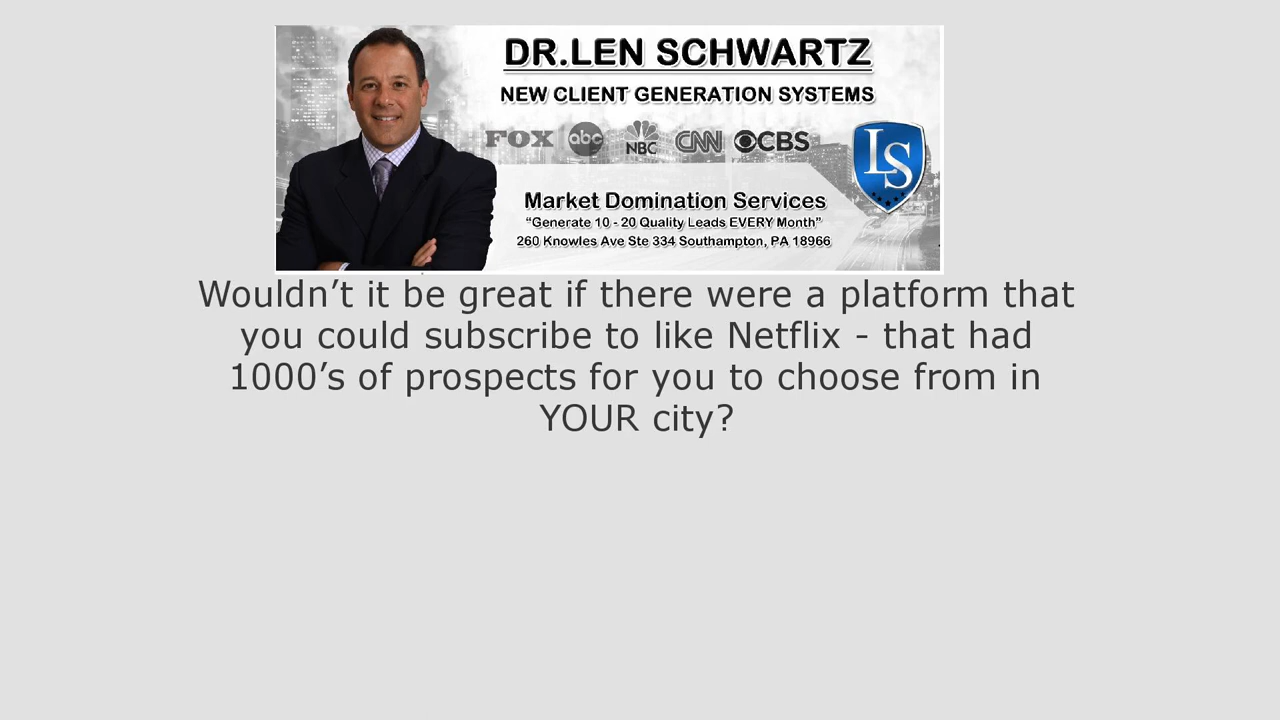 DR.LEN SCHWARTZ
NEW CLIENT GENERATION SYSTEMS
FOX abc NBC CNN CBS
LS
Market Domination Services
“Generate 10 - 20 Quality Leads EVERY Month”
260 Knowles Ave Ste 334 Southampton, PA 18966
Wouldn’t it be great if there were a platform that
you could subscribe to like Netflix - that had
1000’s of prospects for you to choose from in
YOUR city?